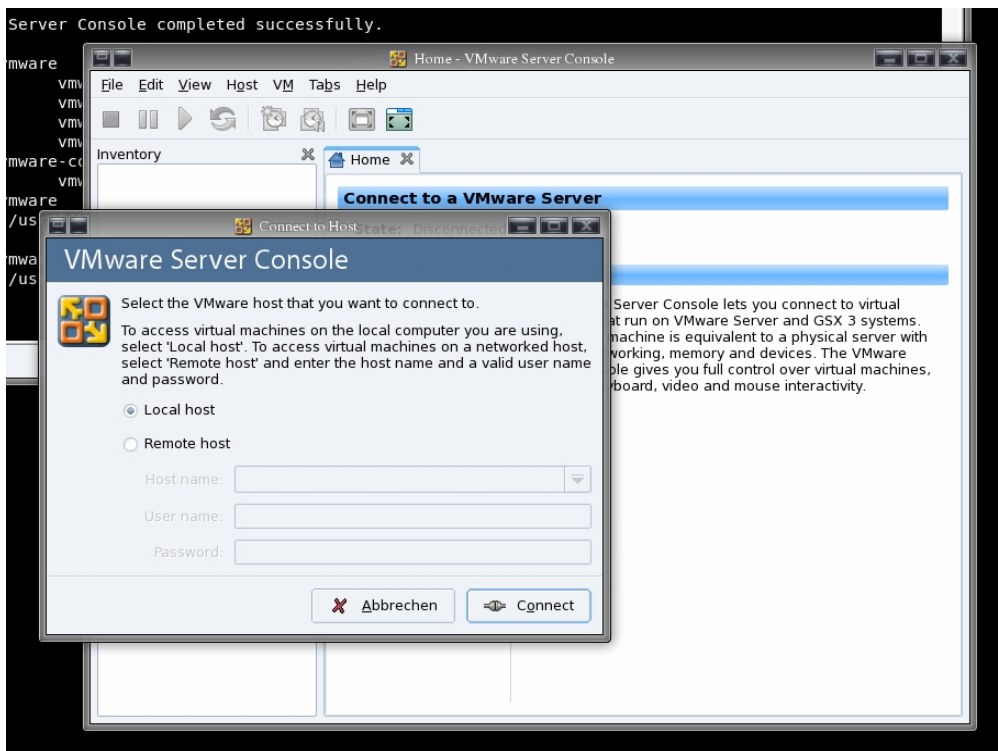 Server Console completed successfully.
mware
vmw
vmw
vmw
vmw
mware-co
vmw
mware
/us
mwa
/us
Home - VMware Server Console
File Edit View Host VM Tabs Help
Inventory
Home
Connect to a VMware Server
State: Disconnected
Server Console lets you connect to virtual
at run on VMware Server and GSX 3 systems.
machine is equivalent to a physical server with
working, memory and devices. The VMware
ole gives you full control over virtual machines,
yboard, video and mouse interactivity.
Connect to Host
VMware Server Console
Select the VMware host that you want to connect to.
To access virtual machines on the local computer you are using,
select 'Local host'. To access virtual machines on a networked host,
select 'Remote host' and enter the host name and a valid user name
and password.
Local host
Remote host
Host name:
User name:
Password:
Abbrechen
Connect